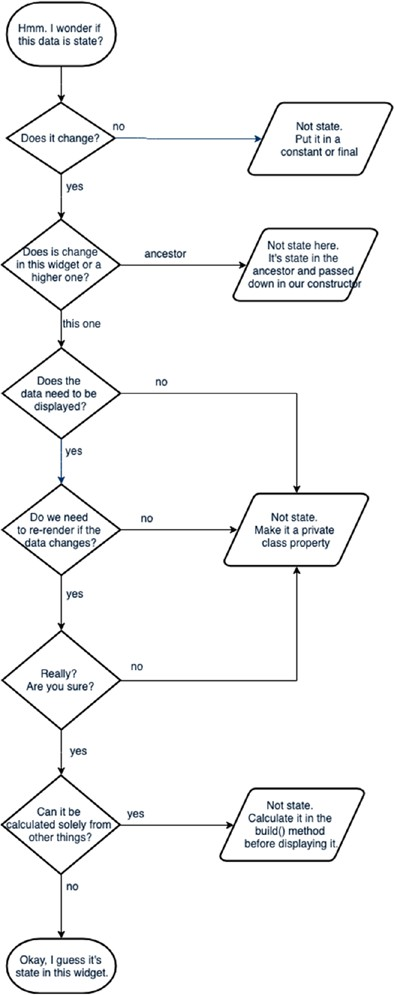 Hmm. I wonder if
this data is state?
Does it change?
no
Not state.
Put it in a
constant or final
yes
Does is change
in this widget or a
higher one?
ancestor
Not state here.
It's state in the
ancestor and passed
down in our constructor
this one
Does the
data need to be
displayed?
no
yes
Do we need
to re-render if the
data changes?
no
Not state.
Make it a private
class property
yes
Really?
Are you sure?
no
yes
Can it be
calculated solely from
other things?
yes
Not state.
Calculate it in the
build() method
before displaying it.
no
Okay, I guess it's
state in this widget.